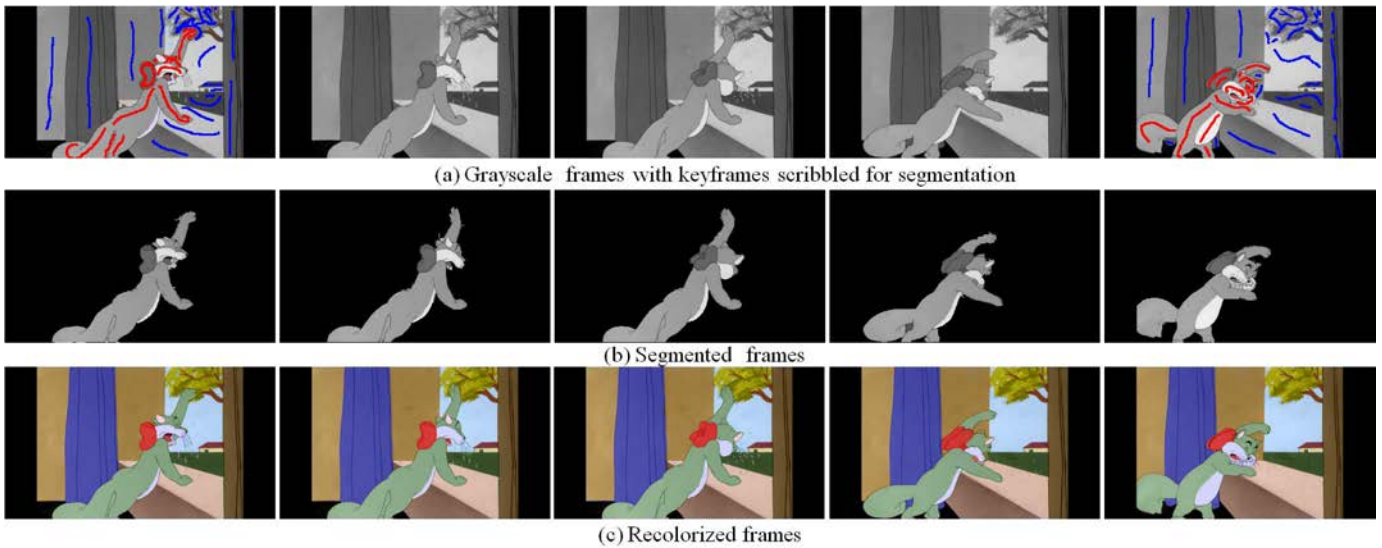 (a) Grayscale frames with keyframes scribbled for segmentation
(b) Segmented frames
(c) Recolorized frames